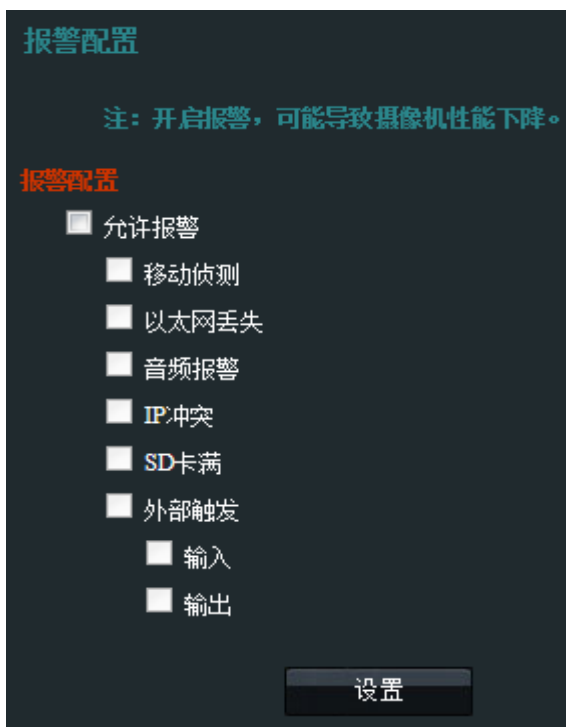 报警配置
注：开启报警，可能导致摄像机性能下降。
报警配置
允许报警
移动侦测
以太网丢失
音频报警
IP冲突
SD卡满
外部触发
输入
输出
设置